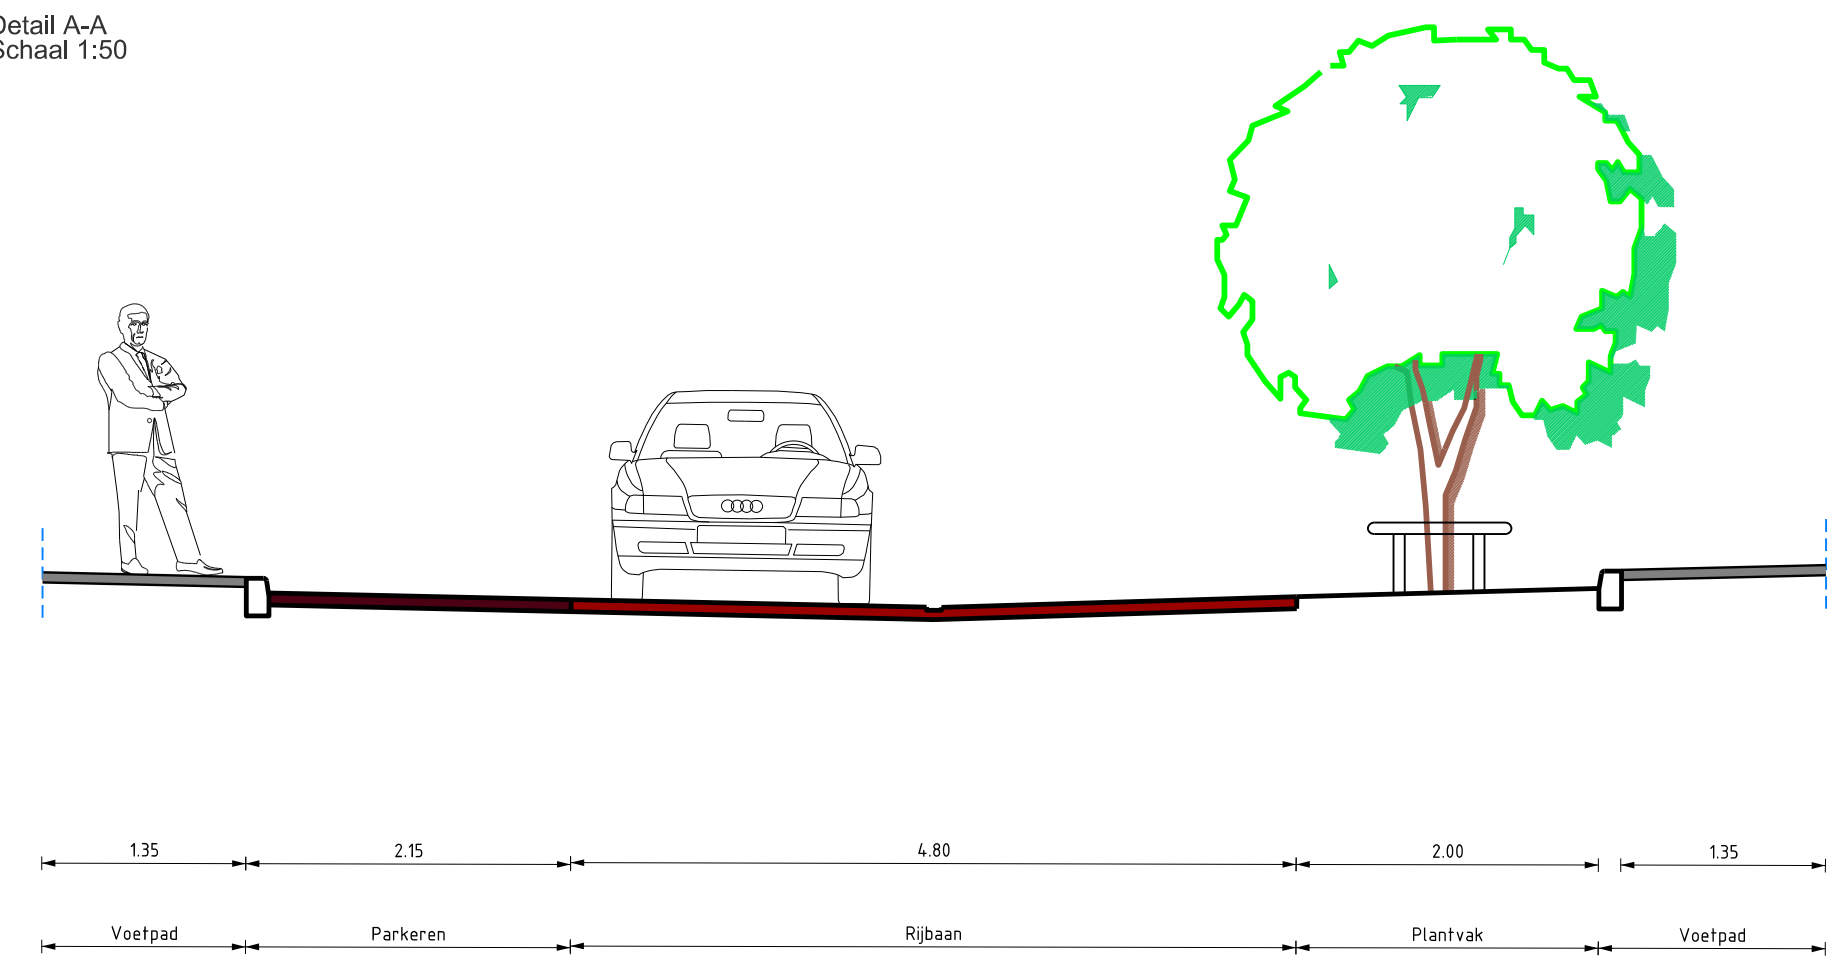 Detail A-A
Schaal 1:50
1.35 2.15 4.80 2.00 1.35
Voetpad Parkeren Rijbaan Plantvak Voetpad